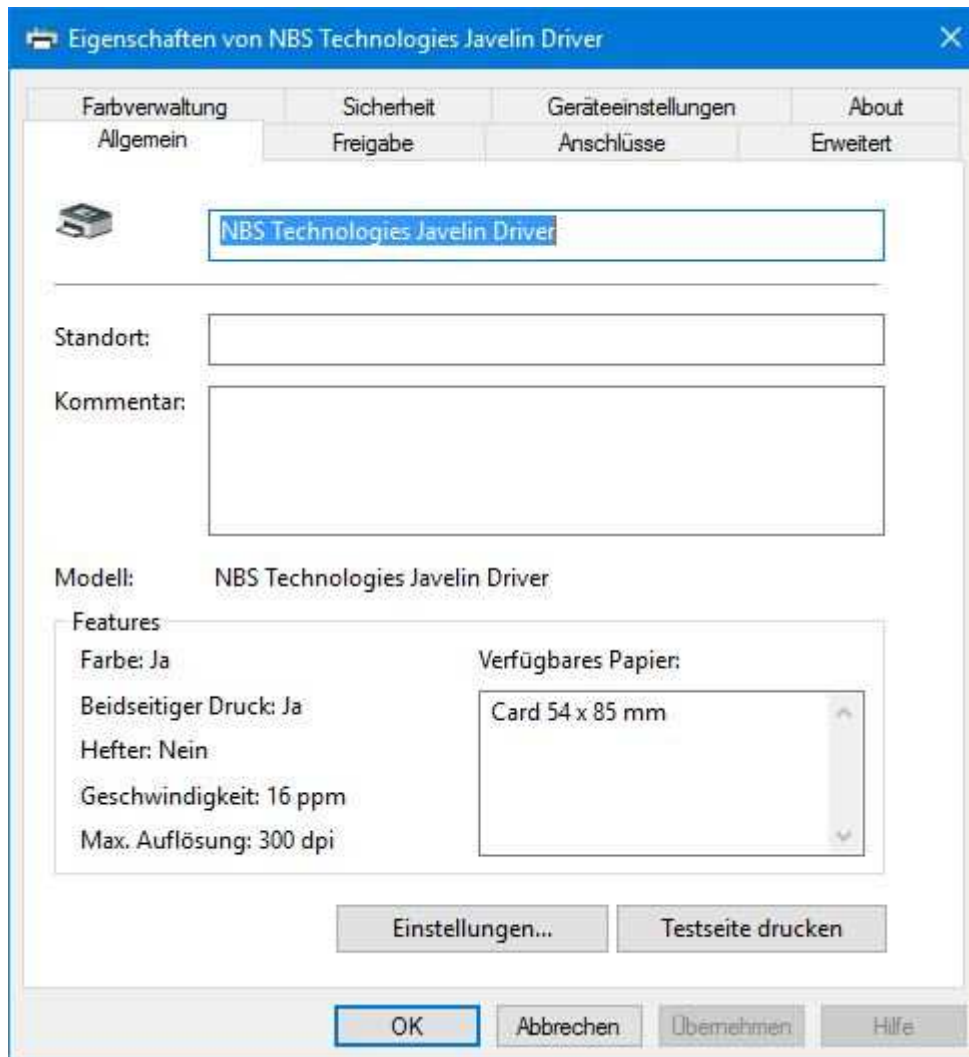 Eigenschaften von NBS Technologies Javelin Driver
Farbverwaltung Sicherheit Geräteeinstellungen About
Allgemein Freigabe Anschlüsse Erweitert
NBS Technologies Javelin Driver
Standort:
Kommentar:
Modell: NBS Technologies Javelin Driver
Features
Farbe: Ja Verfügbares Papier:
Beidseitiger Druck: Ja Card 54 x 85 mm
Hefter: Nein
Geschwindigkeit: 16 ppm
Max. Auflösung: 300 dpi
Einstellungen... Testseite drucken
OK Abbrechen Übernehmen Hilfe